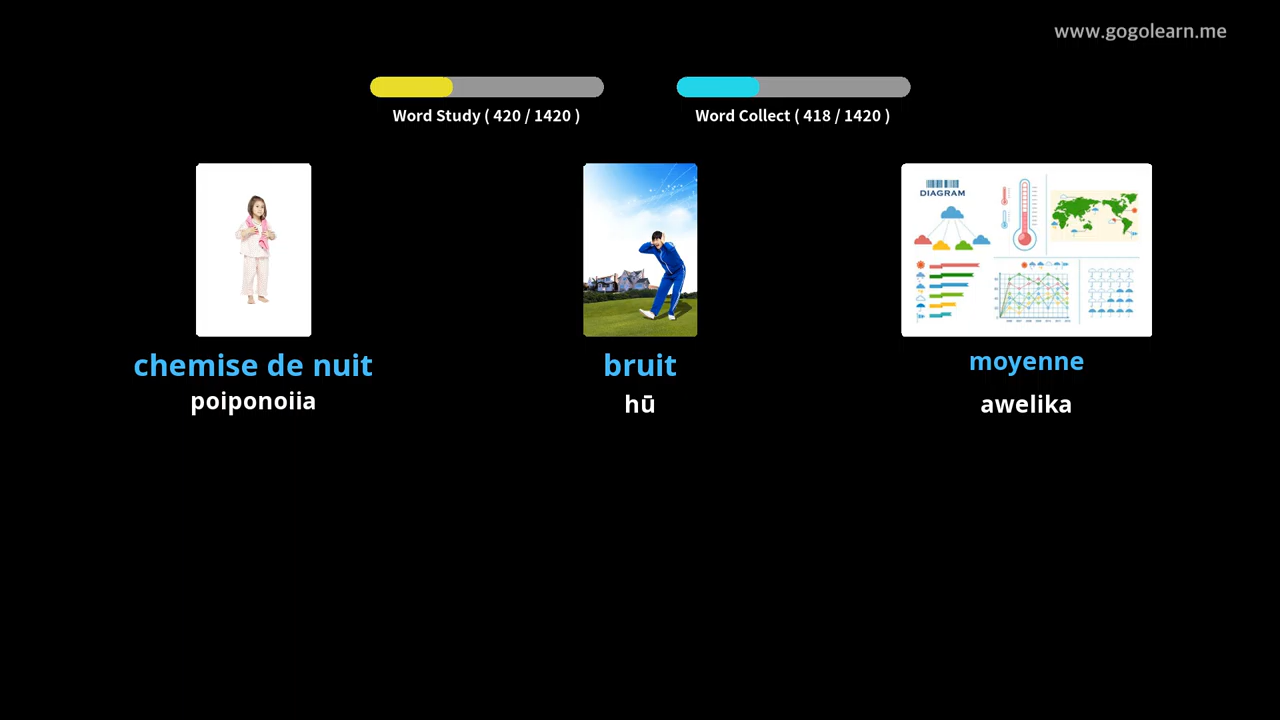 www.gogolearn.me
Word Study ( 420 / 1420 )
Word Collect ( 418 / 1420 )
DIAGRAM
chemise de nuit
poiponoiia
bruit
hū
moyenne
awelika